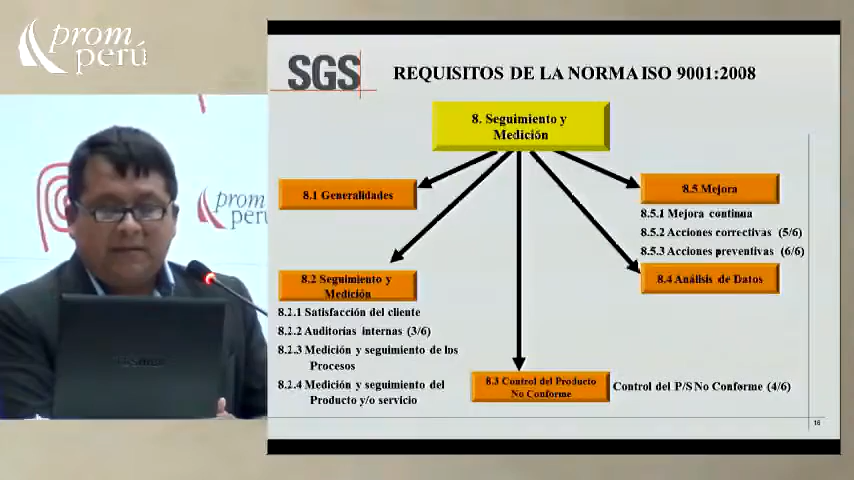 prom
perú
prom
perú
SGS
REQUISITOS DE LA NORMA ISO 9001:2008
8. Seguimiento y
Medición
8.1 Generalidades
8.5 Mejora
8.5.1 Mejora continua
8.5.2 Acciones correctivas (5/6)
8.5.3 Acciones preventivas (6/6)
8.4 Análisis de Datos
8.2 Seguimiento y
Medición
8.2.1 Satisfacción del cliente
8.2.2 Auditorías internas (3/6)
8.2.3 Medición y seguimiento de los
Procesos
8.2.4 Medición y seguimiento del
Producto y/o servicio
8.3 Control del Producto
No Conforme
Control del P/S No Conforme (4/6)
16